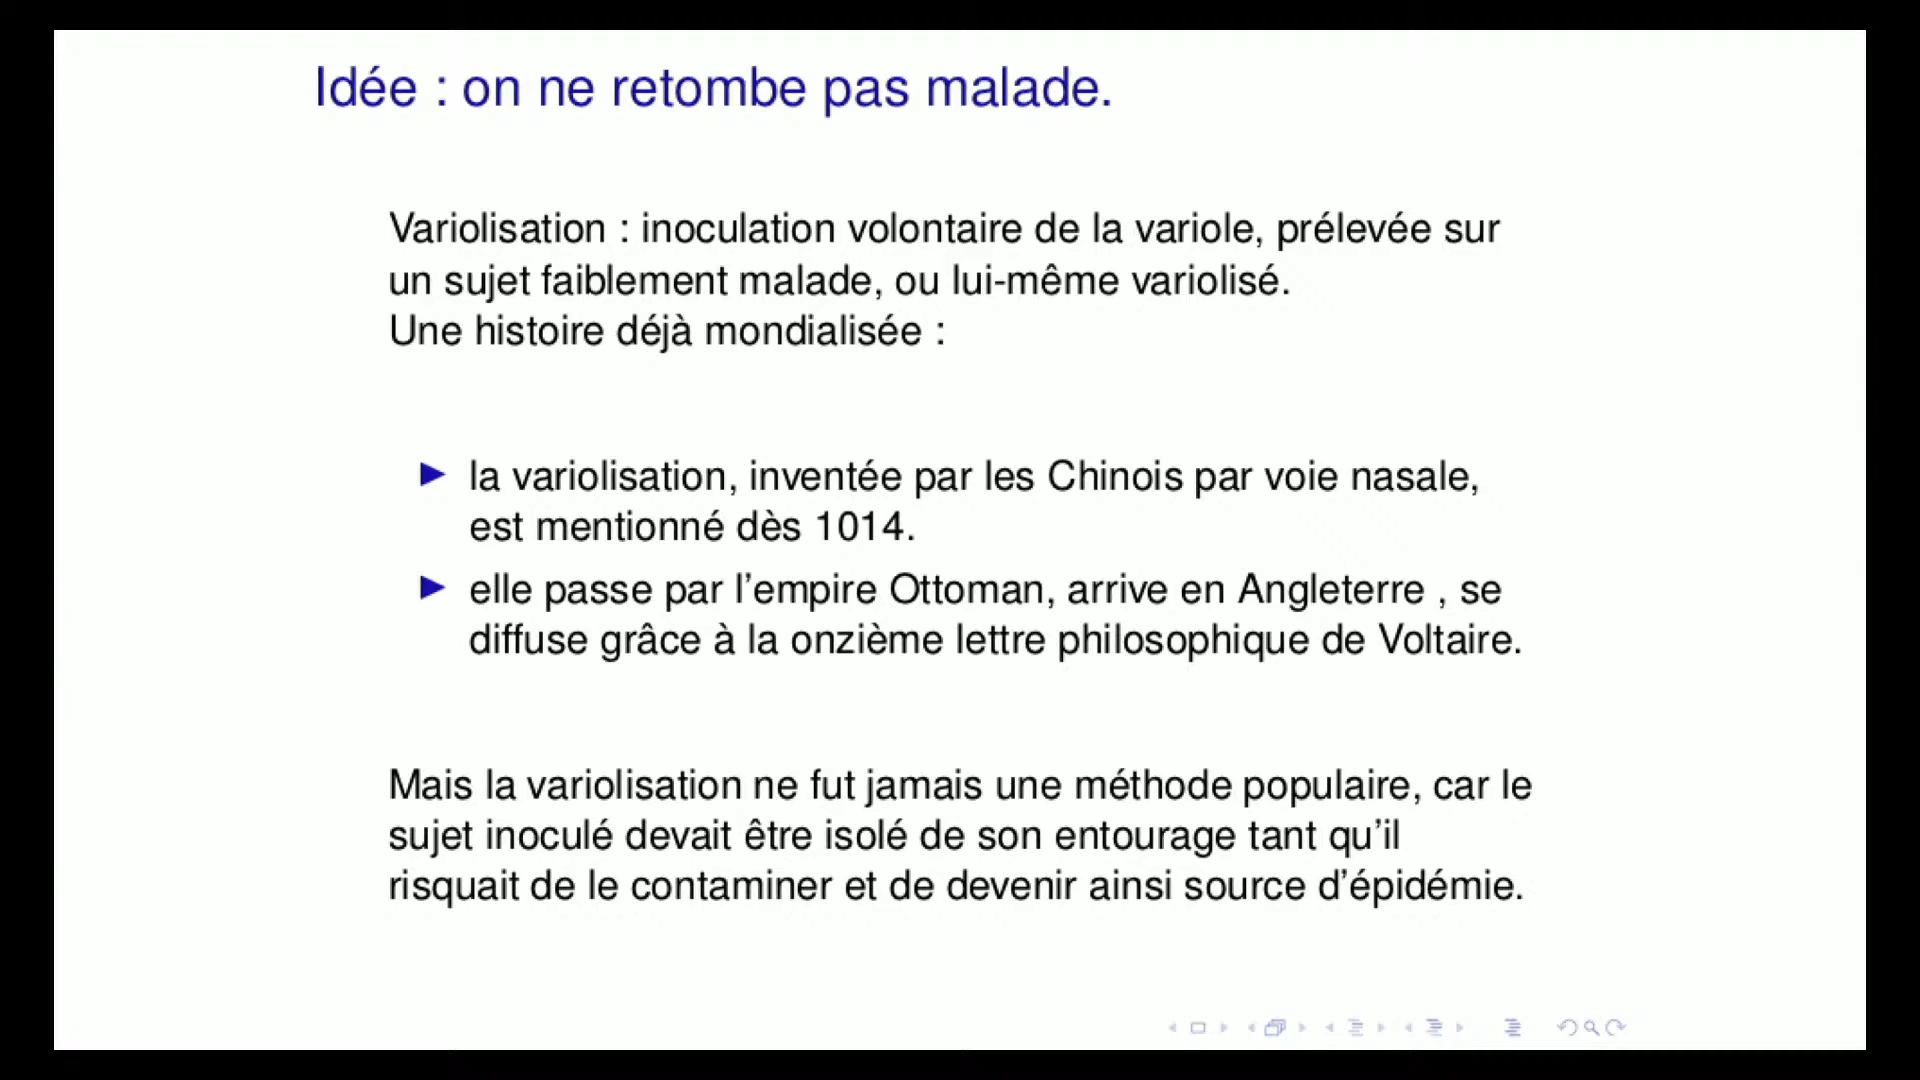 Idée : on ne retombe pas malade.
Variolisation : inoculation volontaire de la variole, prélevée sur
un sujet faiblement malade, ou lui-même variolisé.
Une histoire déjà mondialisée :
la variolisation, inventée par les Chinois par voie nasale,
est mentionné dès 1014.
elle passe par l'empire Ottoman, arrive en Angleterre , se
diffuse grâce à la onzième lettre philosophique de Voltaire.
Mais la variolisation ne fut jamais une méthode populaire, car le
sujet inoculé devait être isolé de son entourage tant qu'il
risquait de le contaminer et de devenir ainsi source d'épidémie.